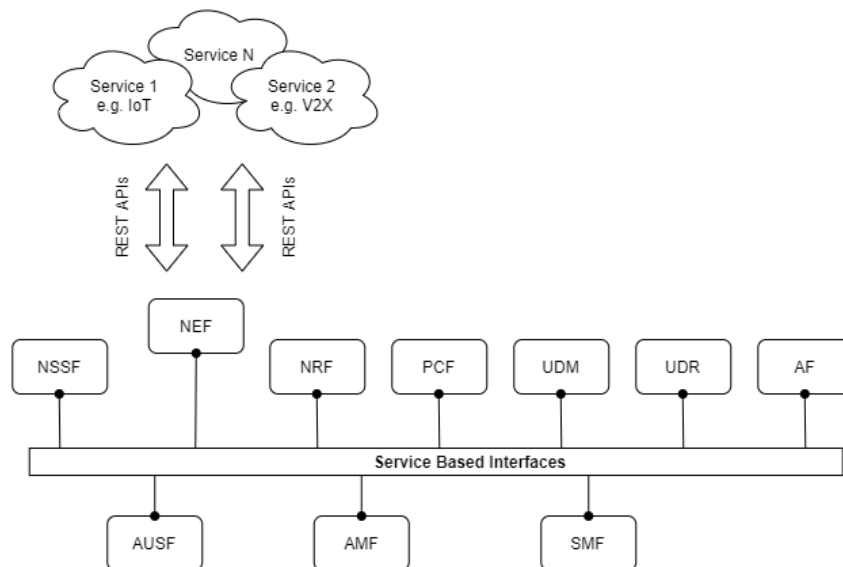 Service N
Service 1
e.g. IoT
Service 2
e.g. V2X
REST APIs
REST APIs
NEF
NSSF
NRF
PCF
UDM
UDR
AF
Service Based Interfaces
AUSF
AMF
SMF